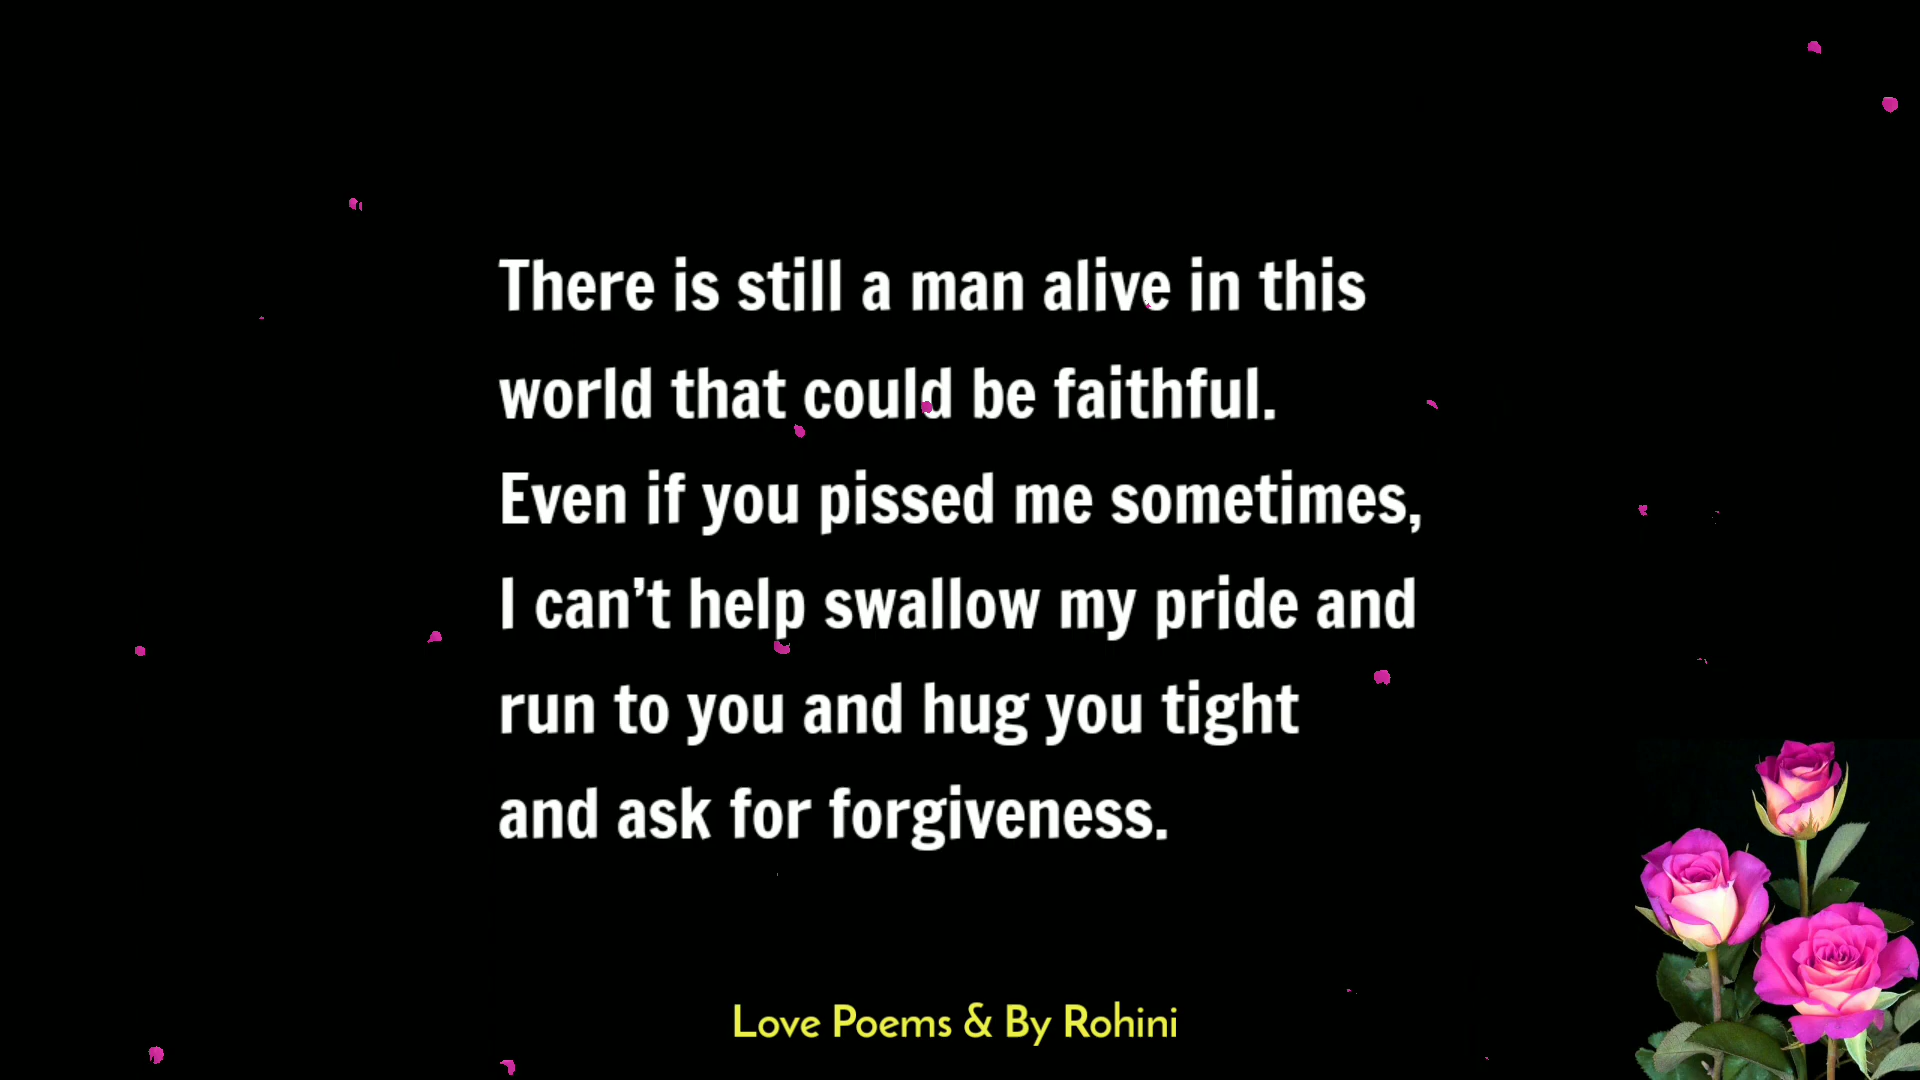 There is still a man alive in this
world that could be faithful.
Even if you pissed me sometimes,
I can’t help swallow my pride and
run to you and hug you tight
and ask for forgiveness.
Love Poems & By Rohini